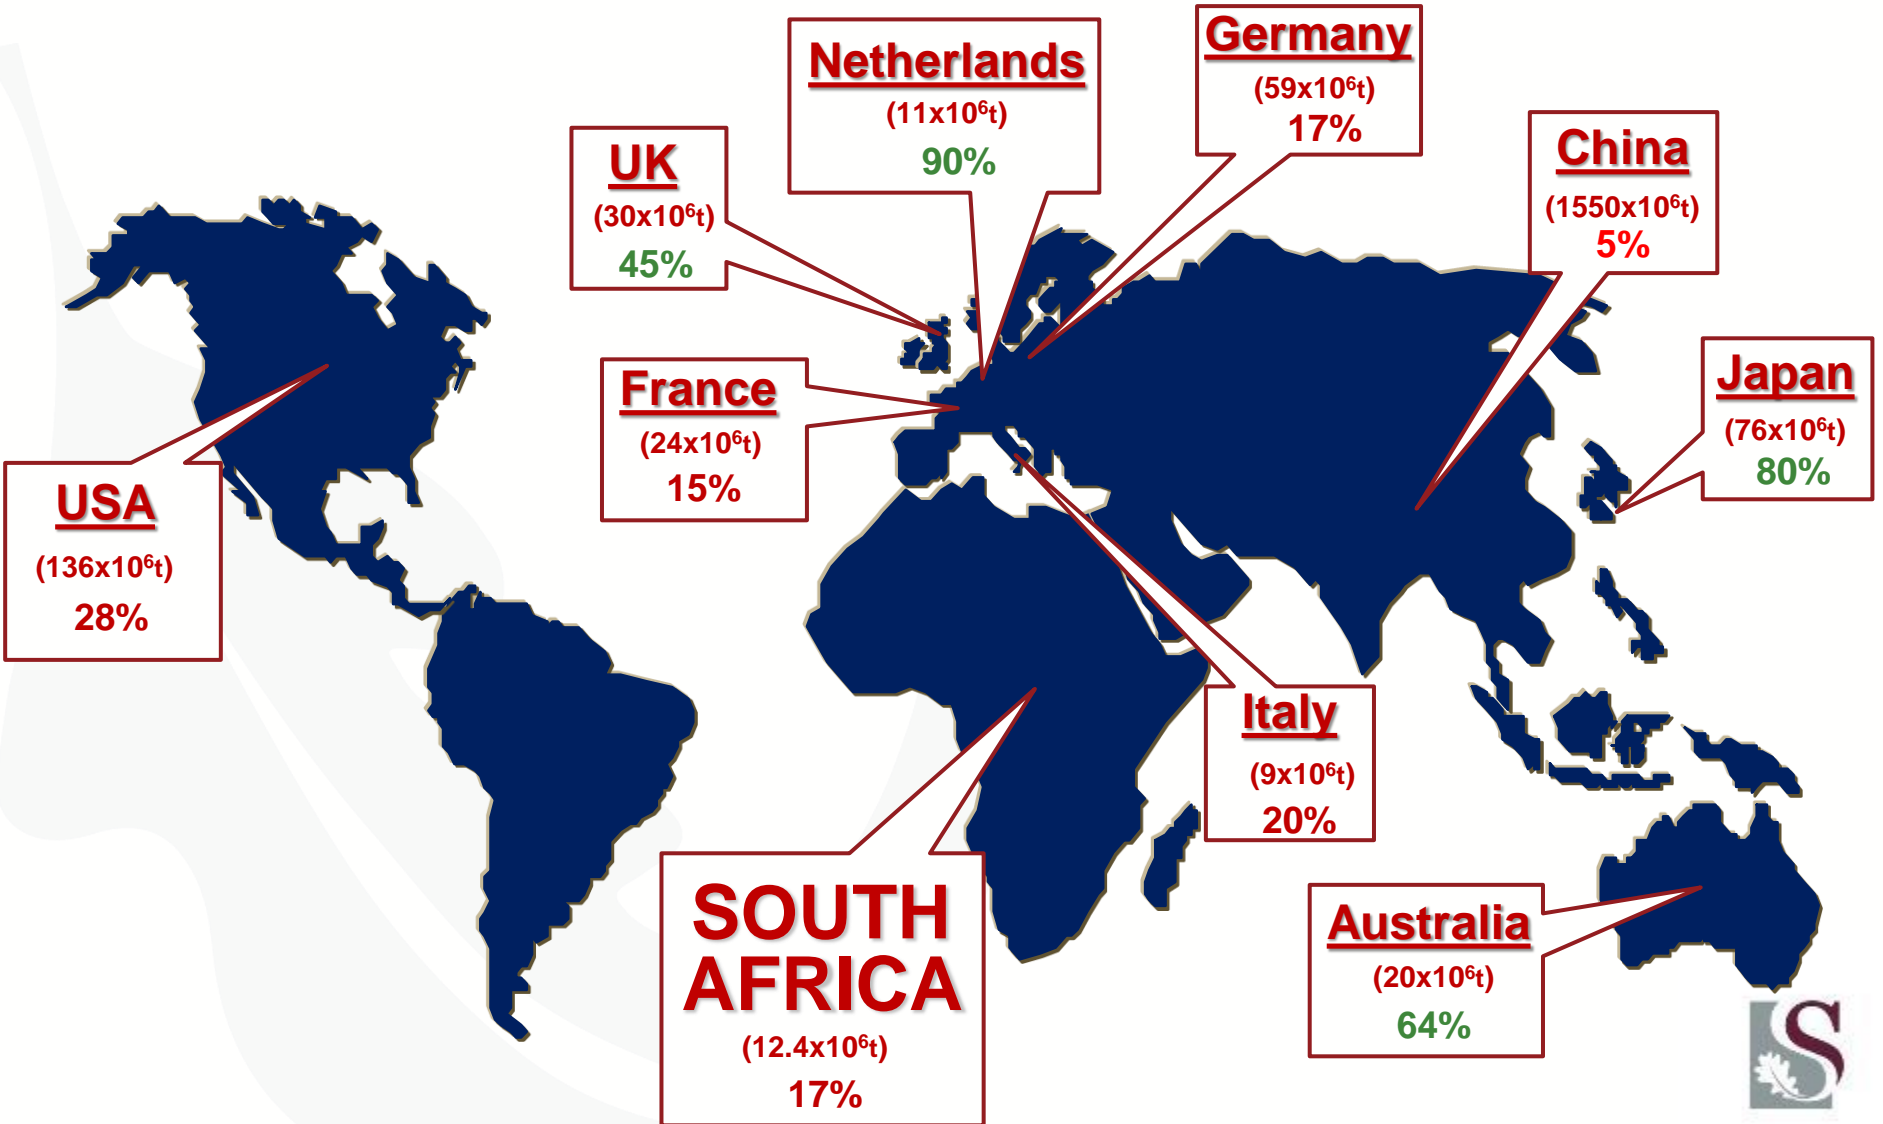 Netherlands
(11x10⁶t)
90%
Germany
(59x10⁶t)
17%
UK
(30x10⁶t)
45%
China
(1550x10⁶t)
5%
France
(24x10⁶t)
15%
Japan
(76x10⁶t)
80%
USA
(136x10⁶t)
28%
Italy
(9x10⁶t)
20%
SOUTH
AFRICA
(12.4x10⁶t)
17%
Australia
(20x10⁶t)
64%
S